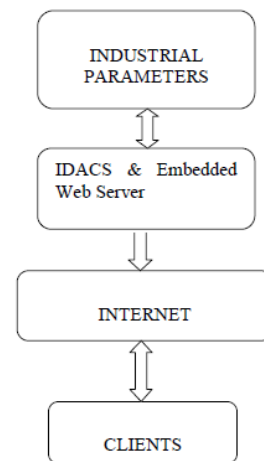 INDUSTRIAL
PARAMETERS
IDACS & Embedded
Web Server
INTERNET
CLIENTS